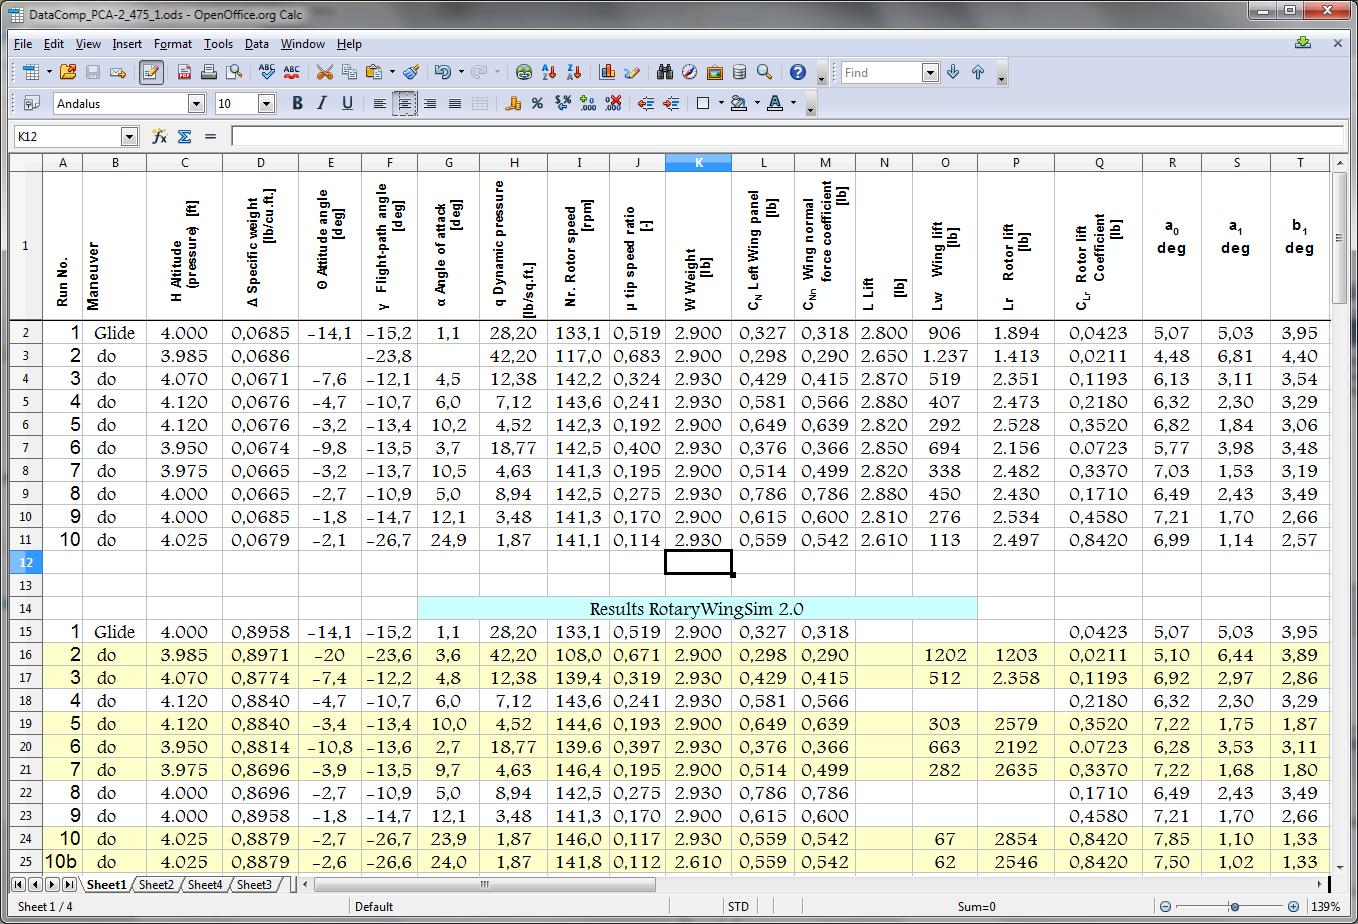 DataComp_PCA-2_475_1.ods - OpenOffice.org Calc
File Edit View Insert Format Tools Data Window Help
Find
Andalus 10
K12
A B C D E F G H I J K L M N O P Q R S T
1 Run No. Maneuver H Altitude (pressure) [ft] Δ Specific weight [lb/cu.ft.] Θ Attitude angle [deg] γ Flight-path angle [deg] α Angle of attack [deg] q Dynamic pressure [lb/sq.ft.] Nr. Rotor speed [rpm] µ tip speed ratio [-] W Weight [lb] CN Left Wing panel [lb] CNn Wing normal force coefficient [lb] L Lift [lb] Lw Wing lift [lb] Lr Rotor lift [lb] CLr Rotor lift Coefficient [lb] a0 deg a1 deg b1 deg
2 1 Glide 4.000 0,0685 -14,1 -15,2 1,1 28,20 133,1 0,519 2.900 0,327 0,318 2.800 906 1.894 0,0423 5,07 5,03 3,95
3 2 do 3.985 0,0686 -23,8 42,20 117,0 0,683 2.900 0,298 0,290 2.650 1.237 1.413 0,0211 4,48 6,81 4,40
4 3 do 4.070 0,0671 -7,6 -12,1 4,5 12,38 142,2 0,324 2.930 0,429 0,415 2.870 519 2.351 0,1193 6,13 3,11 3,54
5 4 do 4.120 0,0676 -4,7 -10,7 6,0 7,12 143,6 0,241 2.930 0,581 0,566 2.880 407 2.473 0,2180 6,32 2,30 3,29
6 5 do 4.120 0,0676 -3,2 -13,4 10,2 4,52 142,3 0,192 2.900 0,649 0,639 2.820 292 2.528 0,3520 6,82 1,84 3,06
7 6 do 3.950 0,0674 -9,8 -13,5 3,7 18,77 142,5 0,400 2.930 0,376 0,366 2.850 694 2.156 0.0723 5,77 3,98 3,48
8 7 do 3.975 0,0665 -3,2 -13,7 10,5 4,63 141,3 0,195 2.900 0,514 0,499 2.820 338 2.482 0,3370 7,03 1,53 3,19
9 8 do 4.000 0,0665 -2,7 -10,9 5,0 8,94 142,5 0,275 2.930 0,786 0,786 2.880 450 2.430 0,1710 6,49 2,43 3,49
10 9 do 4.000 0,0685 -1,8 -14,7 12,1 3,48 141,3 0,170 2.900 0,615 0,600 2.810 276 2.534 0,4580 7,21 1,70 2,66
11 10 do 4.025 0,0679 -2,1 -26,7 24,9 1,87 141,1 0,114 2.930 0,559 0,542 2.610 113 2.497 0,8420 6,99 1,14 2,57
12
13
14 Results RotaryWingSim 2.0
15 1 Glide 4.000 0,8958 -14,1 -15,2 1,1 28,20 133,1 0,519 2.900 0,327 0,318 0,0423 5,07 5,03 3,95
16 2 do 3.985 0,8971 -20 -23,6 3,6 42,20 108,0 0,671 2.900 0,298 0,290 1202 1203 0,0211 5,10 6,44 3,89
17 3 do 4.070 0,8774 -7,4 -12,2 4,8 12,38 139,4 0,319 2.930 0,429 0,415 512 2.358 0,1193 6,92 2,97 2,86
18 4 do 4.120 0,8840 -4,7 -10,7 6,0 7,12 143,6 0,241 2.930 0,581 0,566 0,2180 6,32 2,30 3,29
19 5 do 4.120 0,8840 -3,4 -13,4 10,0 4,52 144,6 0,193 2.900 0,649 0,639 303 2579 0,3520 7,22 1,75 1,87
20 6 do 3.950 0,8814 -10,8 -13,6 2,7 18,77 139,6 0,397 2.930 0,376 0,366 663 2192 0.0723 6,28 3,53 3,11
21 7 do 3.975 0,8696 -3,9 -13,5 9,7 4,63 146,4 0,195 2.900 0,514 0,499 282 2635 0,3370 7,22 1,68 1,80
22 8 do 4.000 0,8696 -2,7 -10,9 5,0 8,94 142,5 0,275 2.930 0,786 0,786 0,1710 6,49 2,43 3,49
23 9 do 4.000 0,8958 -1,8 -14,7 12,1 3,48 141,3 0,170 2.900 0,615 0,600 0,4580 7,21 1,70 2,66
24 10 do 4.025 0,8879 -2,7 -26,7 23,9 1,87 146,0 0,117 2.930 0,559 0,542 67 2854 0,8420 7,85 1,10 1,33
25 10b do 4.025 0,8879 -2,6 -26,6 24,0 1,87 141,8 0,112 2.610 0,559 0,542 62 2546 0,8420 7,50 1,02 1,33
Sheet1 Sheet2 Sheet4 Sheet3
Sheet 1 / 4 Default STD Sum=0 139%